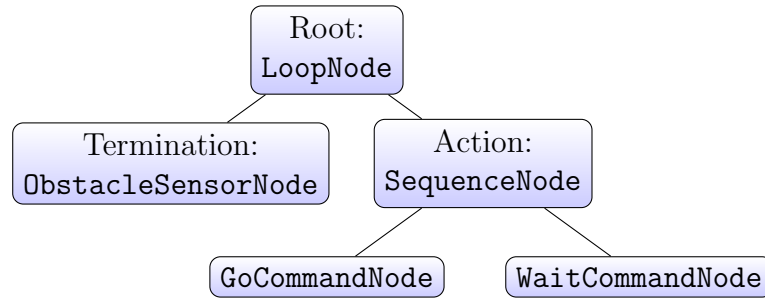 Root:
LoopNode
Termination:
ObstacleSensorNode
Action:
SequenceNode
GoCommandNode
WaitCommandNode